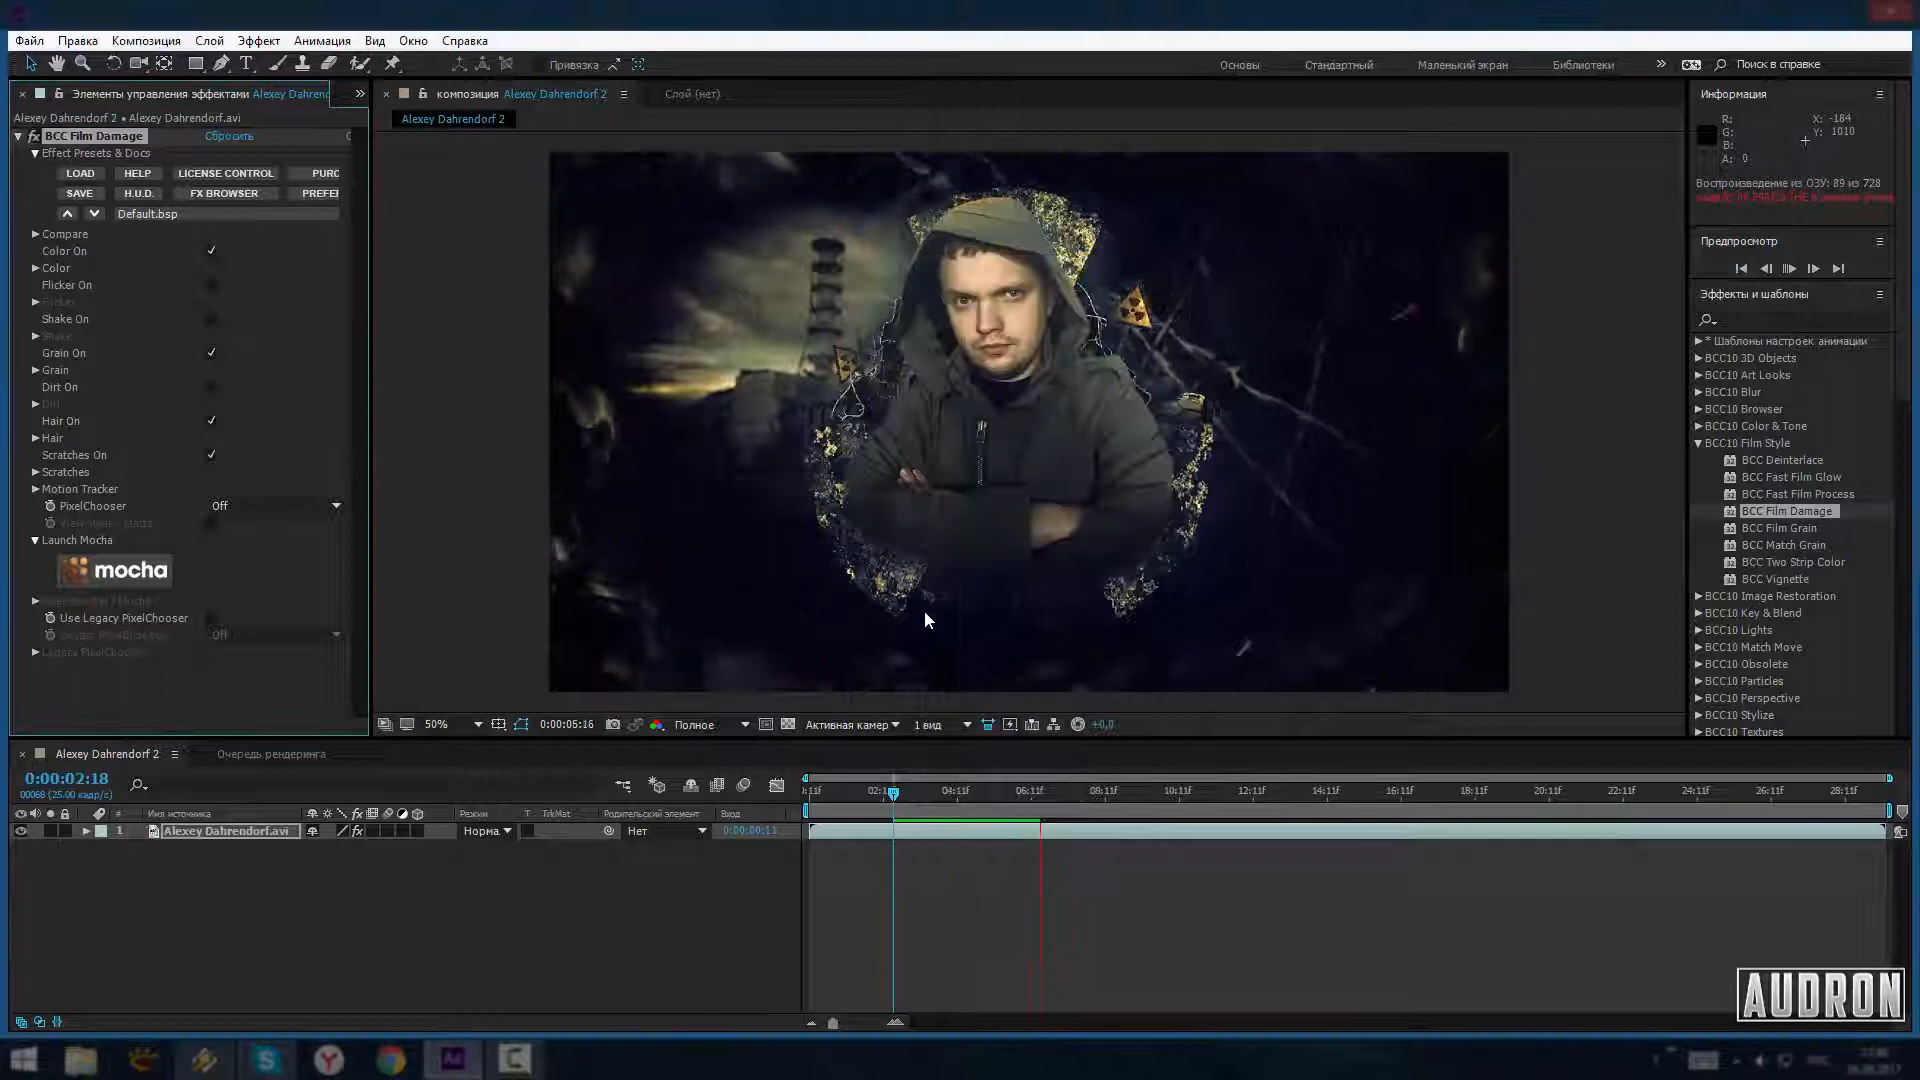 Файл Правка Композиция Слой Эффект Анимация Вид Окно Справка
Привязка
Основы Стандартный Маленький экран Библиотеки Поиск в справке
Элементы управления эффектами Alexey Dahrend
Alexey Dahrendorf 2 • Alexey Dahrendorf.avi
BCC Film Damage Сбросить
Effect Presets & Docs
LOAD HELP LICENSE CONTROL PURC
SAVE H.U.D. FX BROWSER PREFER
Default.bsp
Compare
Color On
Color
Flicker On
Flicker
Shake On
Shake
Grain On
Grain
Dirt On
Dirt
Hair On
Hair
Scratches On
Scratches
Motion Tracker
PixelChooser Off
Launch Mocha
mocha
Use Legacy PixelChooser
Off
композиция Alexey Dahrendorf 2 Слой (нет)
Alexey Dahrendorf 2
50% 0:00:05:16 Полное Активная камер 1 вид +0,0
Информация
R: X: -184
G: Y: 1010
B:
A: 0
Воспроизведение из ОЗУ: 89 из 728
Предпросмотр
Эффекты и шаблоны
* Шаблоны настроек анимации
BCC10 3D Objects
BCC10 Art Looks
BCC10 Blur
BCC10 Browser
BCC10 Color & Tone
BCC10 Film Style
BCC Deinterlace
BCC Fast Film Glow
BCC Fast Film Process
BCC Film Damage
BCC Film Grain
BCC Match Grain
BCC Two Strip Color
BCC Vignette
BCC10 Image Restoration
BCC10 Key & Blend
BCC10 Lights
BCC10 Match Move
BCC10 Obsolete
BCC10 Particles
BCC10 Perspective
BCC10 Stylize
BCC10 Textures
Alexey Dahrendorf 2 Очередь рендеринга
0:00:02:18
00068 (25.00 кадр/с)
# Имя источника Режим T TrkMat Родительский элемент Вход
1 Alexey Dahrendorf.avi Норма. Нет 0:00:00:11
04:11f 06:11f 08:11f 10:11f 12:11f 14:11f 16:11f 18:11f 20:11f 22:11f 24:11f 26:11f 28:11f
AUDRON